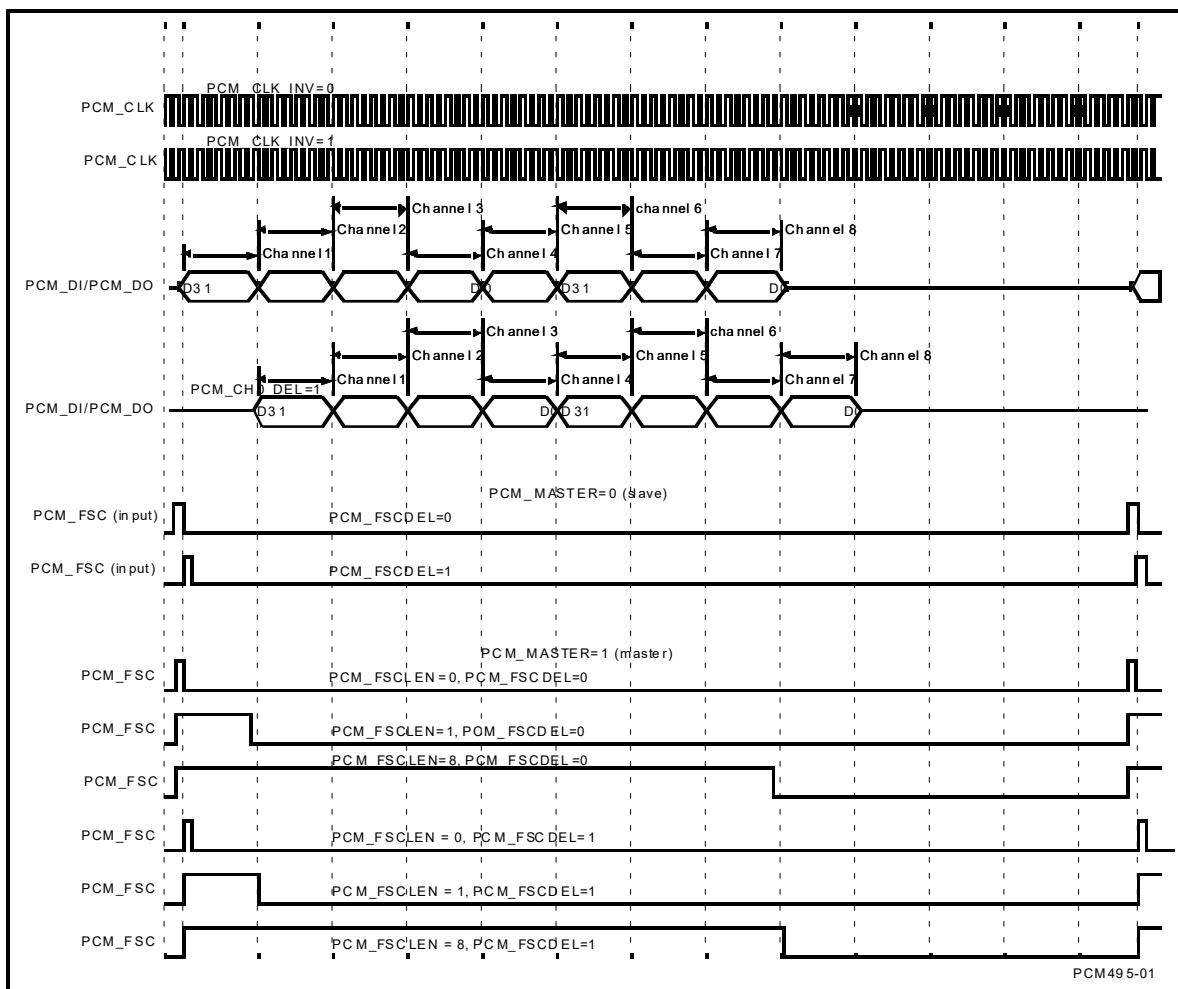 PCM_CLK_INV=0
PCM_CLK
PCM_CLK_INV=1
PCM_CLK
Channel 3
channel 6
Channel 2
Channel 5
Channel 8
Channel 1
Channel 4
Channel 7
PCM_DI/PCM_DO
D31
D0
D31
D0
Channel 3
channel 6
Channel 2
Channel 5
Channel 8
Channel 1
Channel 4
Channel 7
PCM_CH0_DEL=1
PCM_DI/PCM_DO
D31
D0
D31
D0
PCM_MASTER=0 (slave)
PCM_FSC (input)
PCM_FSCDEL=0
PCM_FSC (input)
PCM_FSCDEL=1
PCM_MASTER=1 (master)
PCM_FSC
PCM_FSCLEN=0, PCM_FSCDEL=0
PCM_FSC
PCM_FSCLEN=1, PCM_FSCDEL=0
PCM_FSCLEN=8, PCM_FSCDEL=0
PCM_FSC
PCM_FSC
PCM_FSCLEN = 0, PCM_FSCDEL=1
PCM_FSC
PCM_FSCLEN = 1, PCM_FSCDEL=1
PCM_FSC
PCM_FSCLEN = 8, PCM_FSCDEL=1
PCM495-01